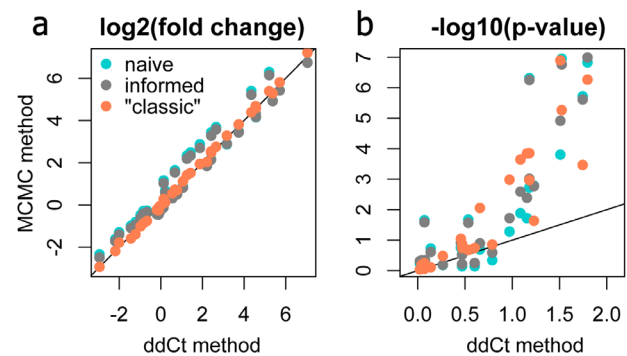 a
log2(fold change)
naive
informed
"classic"
MCMC method
6
4
2
0
-2
-2 0 2 4 6
ddCt method
b
-log10(p-value)
7
6
5
4
3
2
1
0
0.0 0.5 1.0 1.5 2.0
ddCt method